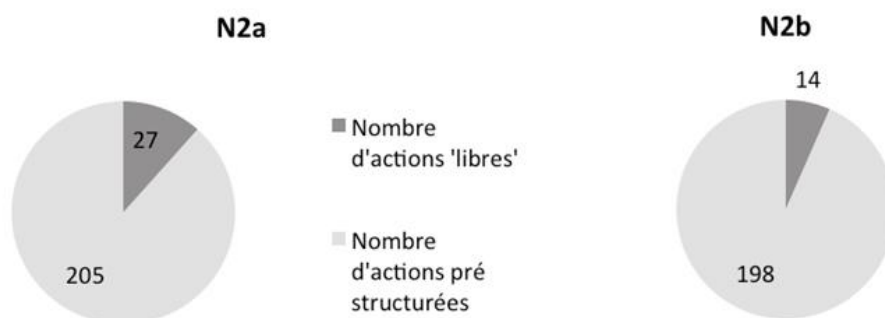 N2a
27
205
Nombre
d'actions 'libres'
Nombre
d'actions pré
structurées
N2b
14
198